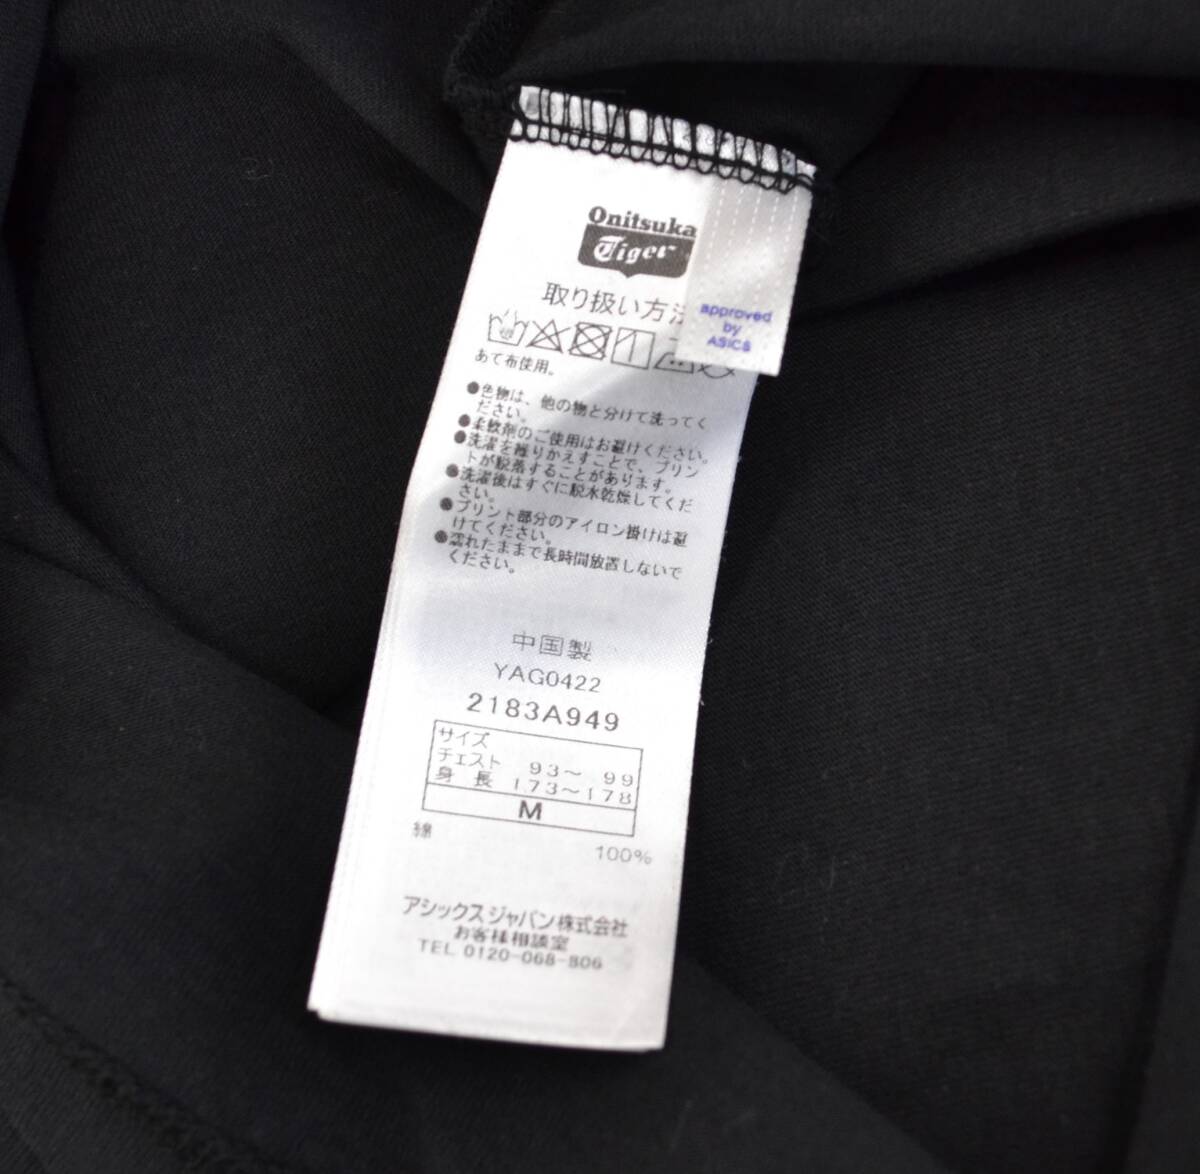 Onitsuka
Tiger
取り扱い方法
approved
by
ASICS
あて布使用。
●色物は、他の物と分けて洗ってく
ださい。
●柔軟剤のご使用はお避けください。
●洗濯を繰りかえすことで、プリン
トが脱落することがあります。
●洗濯後はすぐに脱水乾燥してくだ
さい。
●プリント部分のアイロン掛けは避
けてください。
●濡れたままで長時間放置しないで
ください。
中国製
YAG0422
2183A949
サイズ
チェスト 93～ 99
身長 173～178
M
綿 100%
アシックスジャパン株式会社
お客様相談室
TEL 0120-068-806